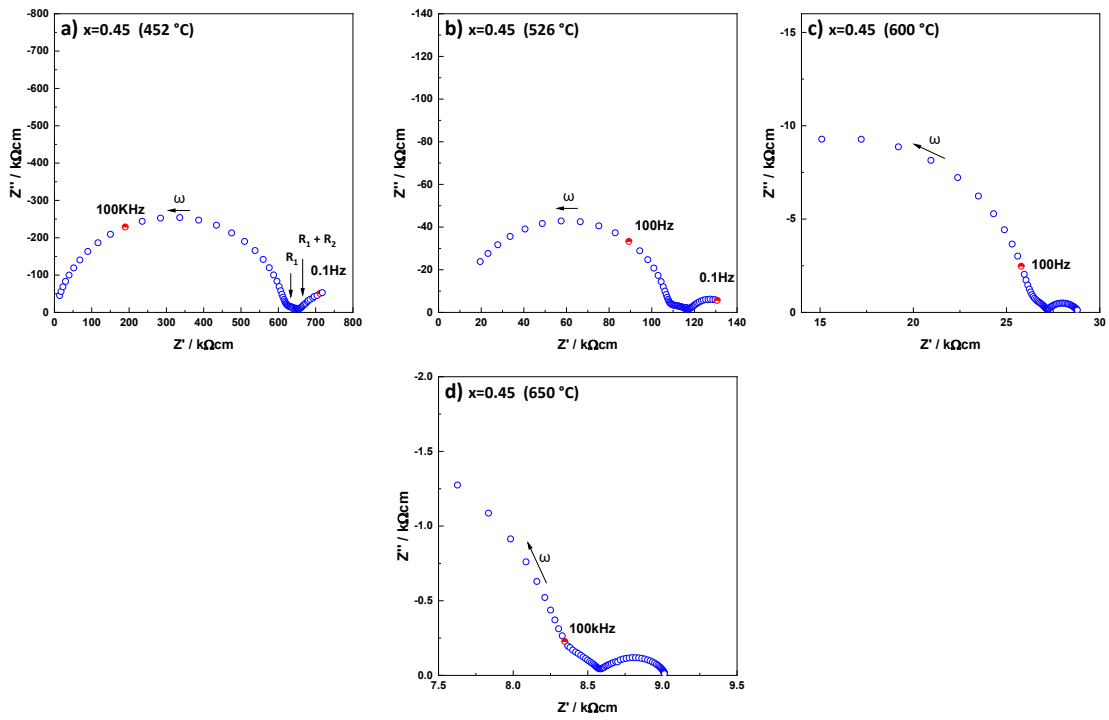 a) x=0.45 (452 °C)
-800
-700
-600
-500
-400
-300
-200
-100
0
Z'' / kΩcm
100KHz
ω
R₁
R₁ + R₂
0.1Hz
0 100 200 300 400 500 600 700 800
Z' / kΩcm
b) x=0.45 (526 °C)
-140
-120
-100
-80
-60
-40
-20
0
Z'' / kΩcm
ω
100Hz
0.1Hz
0 20 40 60 80 100 120 140
Z' / kΩcm
c) x=0.45 (600 °C)
-15
-10
-5
0
Z'' / kΩcm
ω
100Hz
15 20 25 30
Z' / kΩcm
d) x=0.45 (650 °C)
-2.0
-1.5
-1.0
-0.5
0.0
Z'' / kΩcm
ω
100kHz
7.5 8.0 8.5 9.0 9.5
Z' / kΩcm